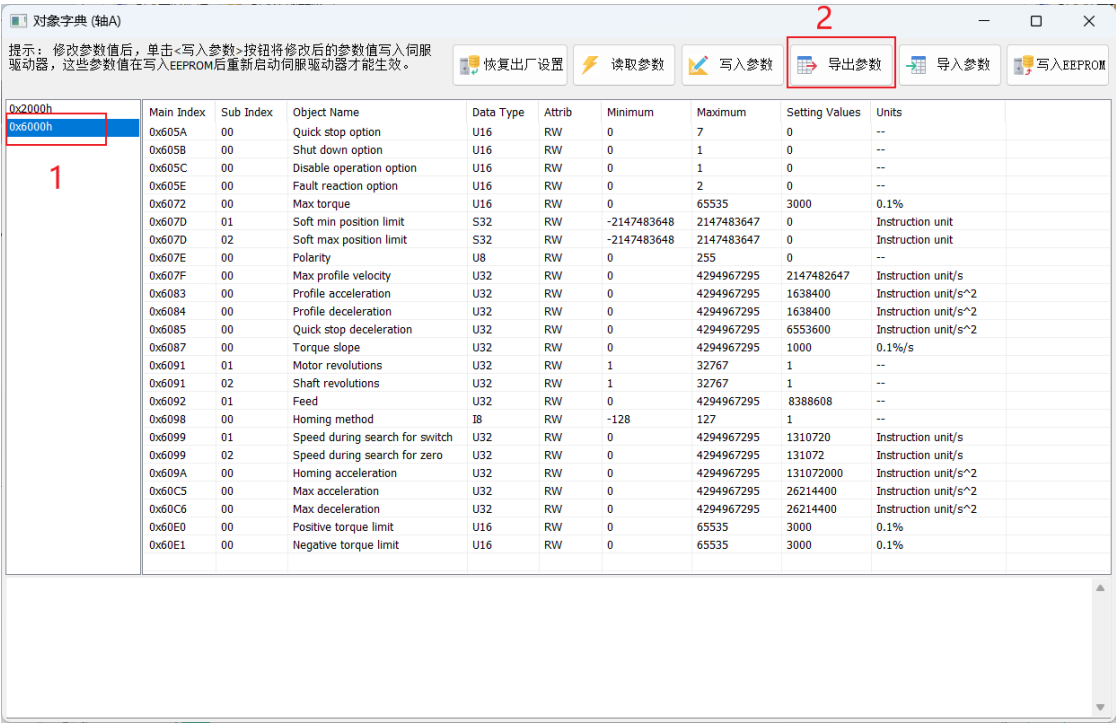 对象字典 (轴A)
2
提示: 修改参数值后，单击<写入参数>按钮将修改后的参数值写入伺服
驱动器，这些参数值在写入EEPROM后重新启动伺服驱动器才能生效。
恢复出厂设置 读取参数 写入参数 导出参数 导入参数 写入EEPROM
0x2000h
0x6000h
1
Main Index Sub Index Object Name Data Type Attrib Minimum Maximum Setting Values Units
0x605A 00 Quick stop option U16 RW 0 7 0 --
0x605B 00 Shut down option U16 RW 0 1 0 --
0x605C 00 Disable operation option U16 RW 0 1 0 --
0x605E 00 Fault reaction option U16 RW 0 2 0 --
0x6072 00 Max torque U16 RW 0 65535 3000 0.1%
0x607D 01 Soft min position limit S32 RW -2147483648 2147483647 0 Instruction unit
0x607D 02 Soft max position limit S32 RW -2147483648 2147483647 0 Instruction unit
0x607E 00 Polarity U8 RW 0 255 0 --
0x607F 00 Max profile velocity U32 RW 0 4294967295 2147482647 Instruction unit/s
0x6083 00 Profile acceleration U32 RW 0 4294967295 1638400 Instruction unit/s^2
0x6084 00 Profile deceleration U32 RW 0 4294967295 1638400 Instruction unit/s^2
0x6085 00 Quick stop deceleration U32 RW 0 4294967295 6553600 Instruction unit/s^2
0x6087 00 Torque slope U32 RW 0 4294967295 1000 0.1%/s
0x6091 01 Motor revolutions U32 RW 1 32767 1 --
0x6091 02 Shaft revolutions U32 RW 1 32767 1 --
0x6092 01 Feed U32 RW 0 4294967295 8388608 --
0x6098 00 Homing method I8 RW -128 127 1 --
0x6099 01 Speed during search for switch U32 RW 0 4294967295 1310720 Instruction unit/s
0x6099 02 Speed during search for zero U32 RW 0 4294967295 131072 Instruction unit/s
0x609A 00 Homing acceleration U32 RW 0 4294967295 131072000 Instruction unit/s^2
0x60C5 00 Max acceleration U32 RW 0 4294967295 26214400 Instruction unit/s^2
0x60C6 00 Max deceleration U32 RW 0 4294967295 26214400 Instruction unit/s^2
0x60E0 00 Positive torque limit U16 RW 0 65535 3000 0.1%
0x60E1 00 Negative torque limit U16 RW 0 65535 3000 0.1%